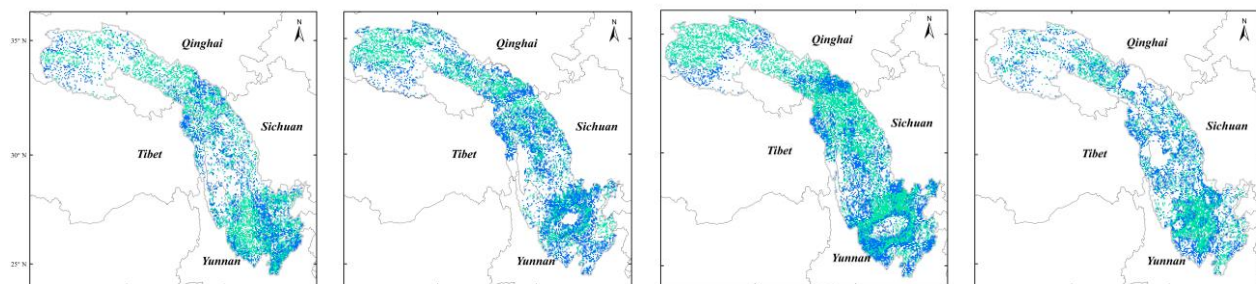 N
35° N
Qinghai
Sichuan
30° N
Tibet
Yunnan
25° N
N
Qinghai
Sichuan
Tibet
Yunnan
N
Qinghai
Sichuan
Tibet
Yunnan
N
Qinghai
Sichuan
Tibet
Yunnan